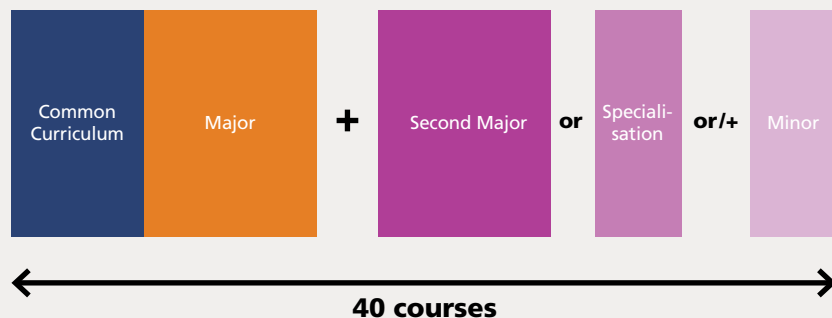 Common
Curriculum
Major
+
Second Major
or
Speciali-
sation
or/+
Minor
40 courses